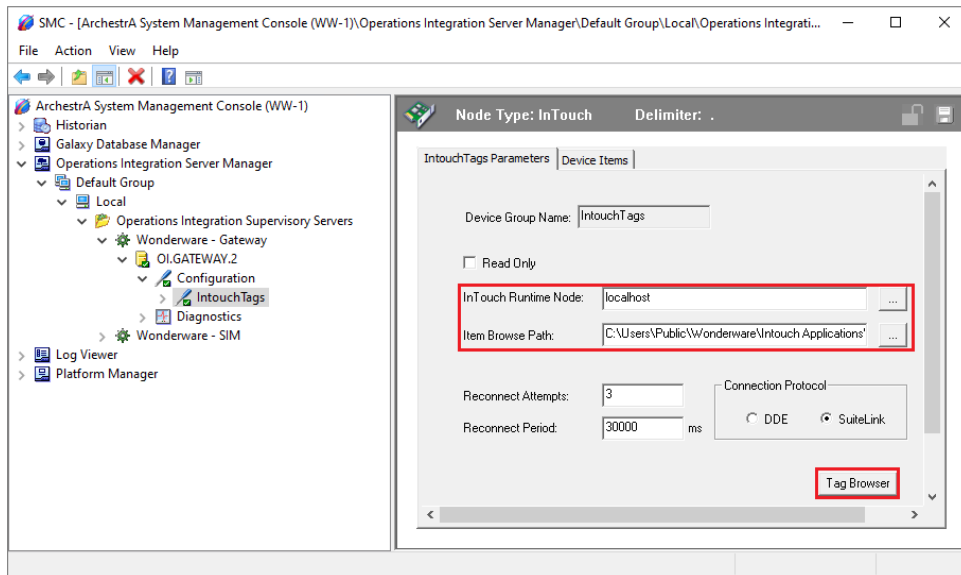 SMC - [ArchestrA System Management Console (WW-1)\Operations Integration Server Manager\Default Group\Local\Operations Integrati...
File Action View Help
ArchestrA System Management Console (WW-1)
Historian
Galaxy Database Manager
Operations Integration Server Manager
Default Group
Local
Operations Integration Supervisory Servers
Wonderware - Gateway
OI.GATEWAY.2
Configuration
IntouchTags
Diagnostics
Wonderware - SIM
Log Viewer
Platform Manager
Node Type: InTouch Delimiter: .
IntouchTags Parameters Device Items
Device Group Name: IntouchTags
Read Only
InTouch Runtime Node: localhost ...
Item Browse Path: C:\Users\Public\Wonderware\Intouch Applications' ...
Reconnect Attempts: 3
Reconnect Period: 30000 ms
Connection Protocol
DDE SuiteLink
Tag Browser